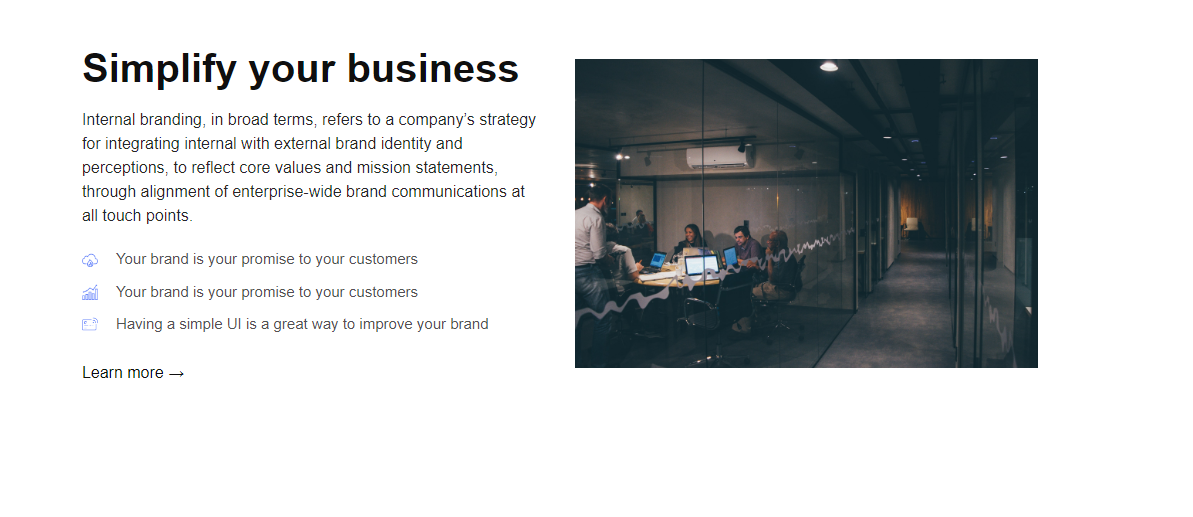 Simplify your business
Internal branding, in broad terms, refers to a company’s strategy
for integrating internal with external brand identity and
perceptions, to reflect core values and mission statements,
through alignment of enterprise-wide brand communications at
all touch points.
Your brand is your promise to your customers
Your brand is your promise to your customers
Having a simple UI is a great way to improve your brand
Learn more →